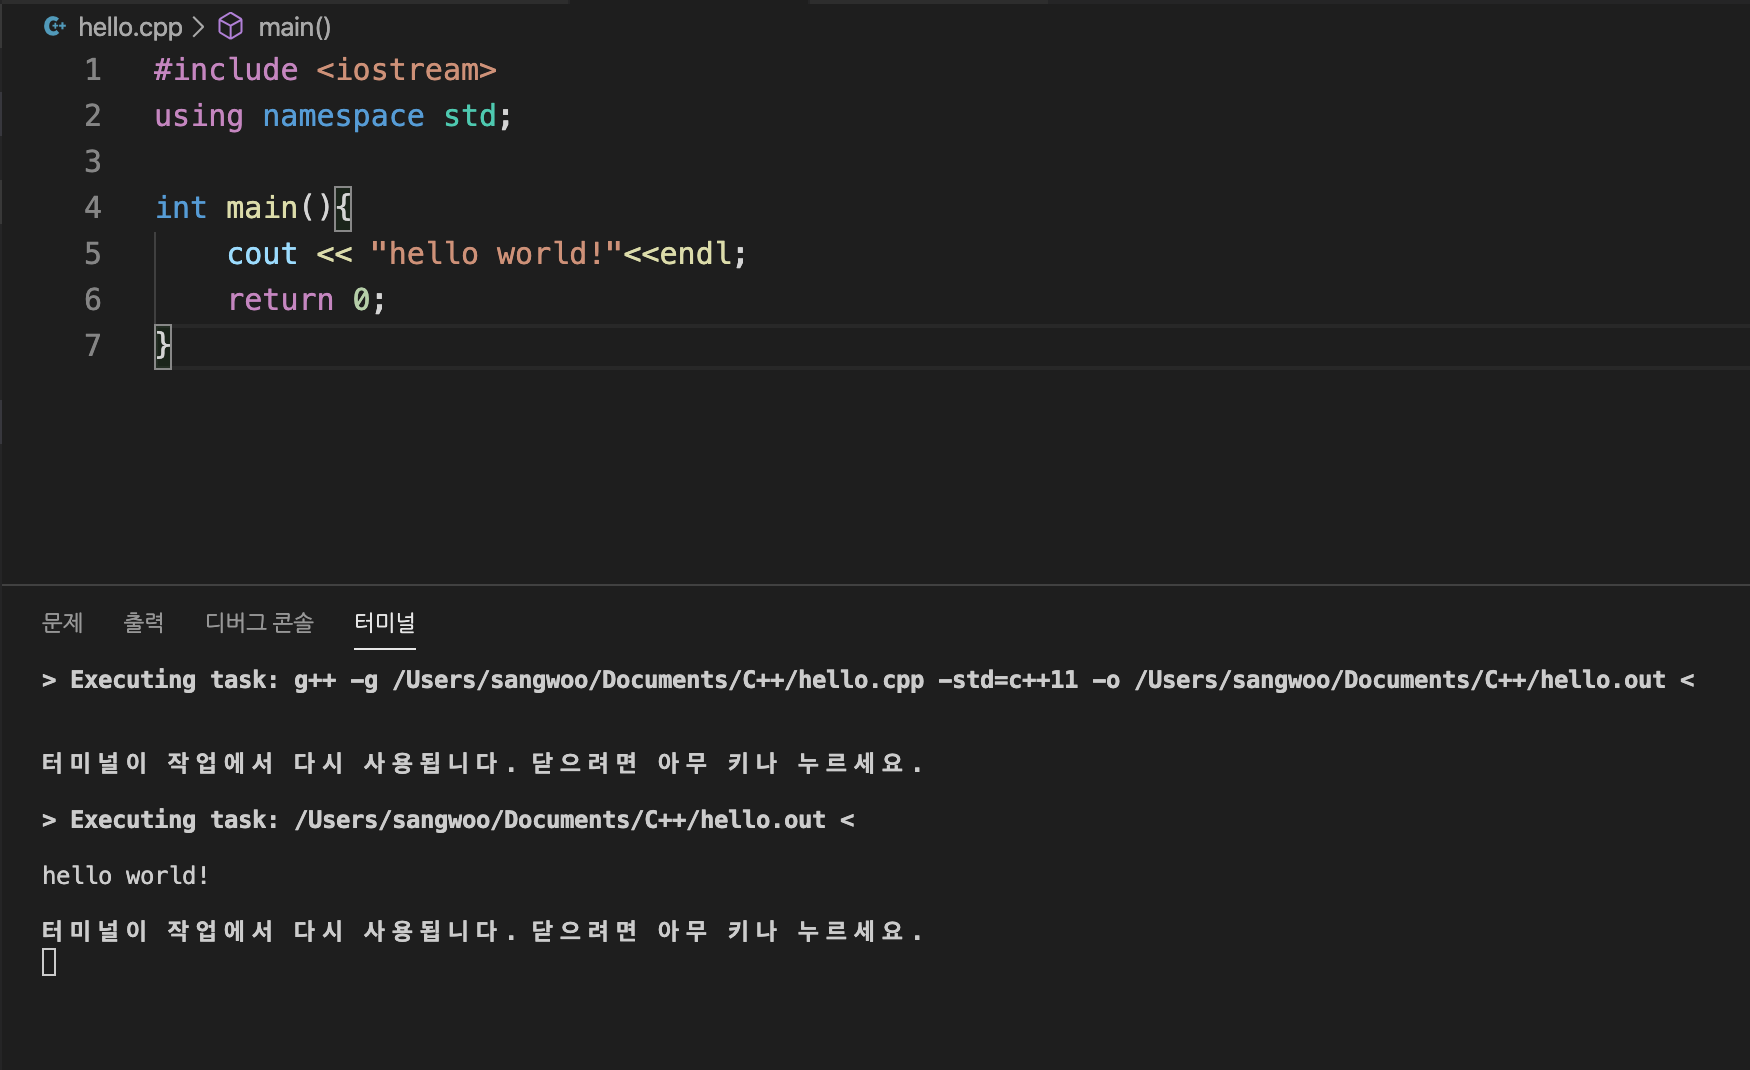 hello.cpp > main()
1 #include <iostream>
2 using namespace std;
3
4 int main(){
5     cout << "hello world!"<<endl;
6     return 0;
7 }
문제 출력 디버그 콘솔 터미널
> Executing task: g++ -g /Users/sangwoo/Documents/C++/hello.cpp -std=c++11 -o /Users/sangwoo/Documents/C++/hello.out <
터미널이 작업에서 다시 사용됩니다. 닫으려면 아무 키나 누르세요.
> Executing task: /Users/sangwoo/Documents/C++/hello.out <
hello world!
터미널이 작업에서 다시 사용됩니다. 닫으려면 아무 키나 누르세요.